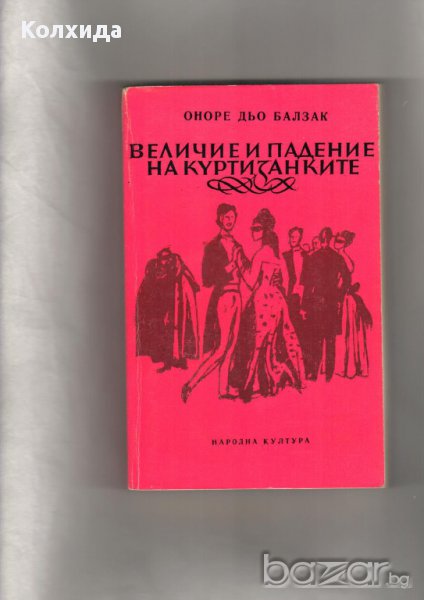 Колхида
ОНОРЕ ДЬО БАЛЗАК
ВЕЛИЧИЕ И ПАДЕНИЕ
НА КУРТИЗАНКИТЕ
НАРОДНА КУЛТУРА
bazar.bg